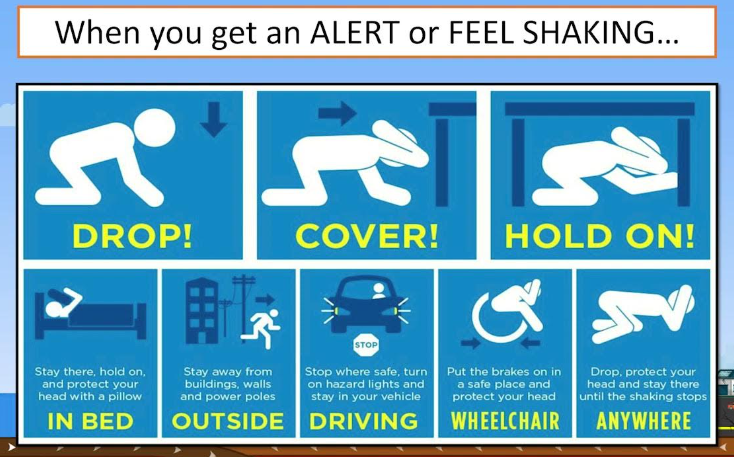 When you get an ALERT or FEEL SHAKING...
DROP!
COVER!
HOLD ON!
Stay there, hold on,
and protect your
head with a pillow
IN BED
Stay away from
buildings, walls
and power poles
OUTSIDE
STOP
Stop where safe, turn
on hazard lights and
stay in your vehicle
DRIVING
Put the brakes on in
a safe place and
protect your head
WHEELCHAIR
Drop, protect your
head and stay there
until the shaking stops
ANYWHERE